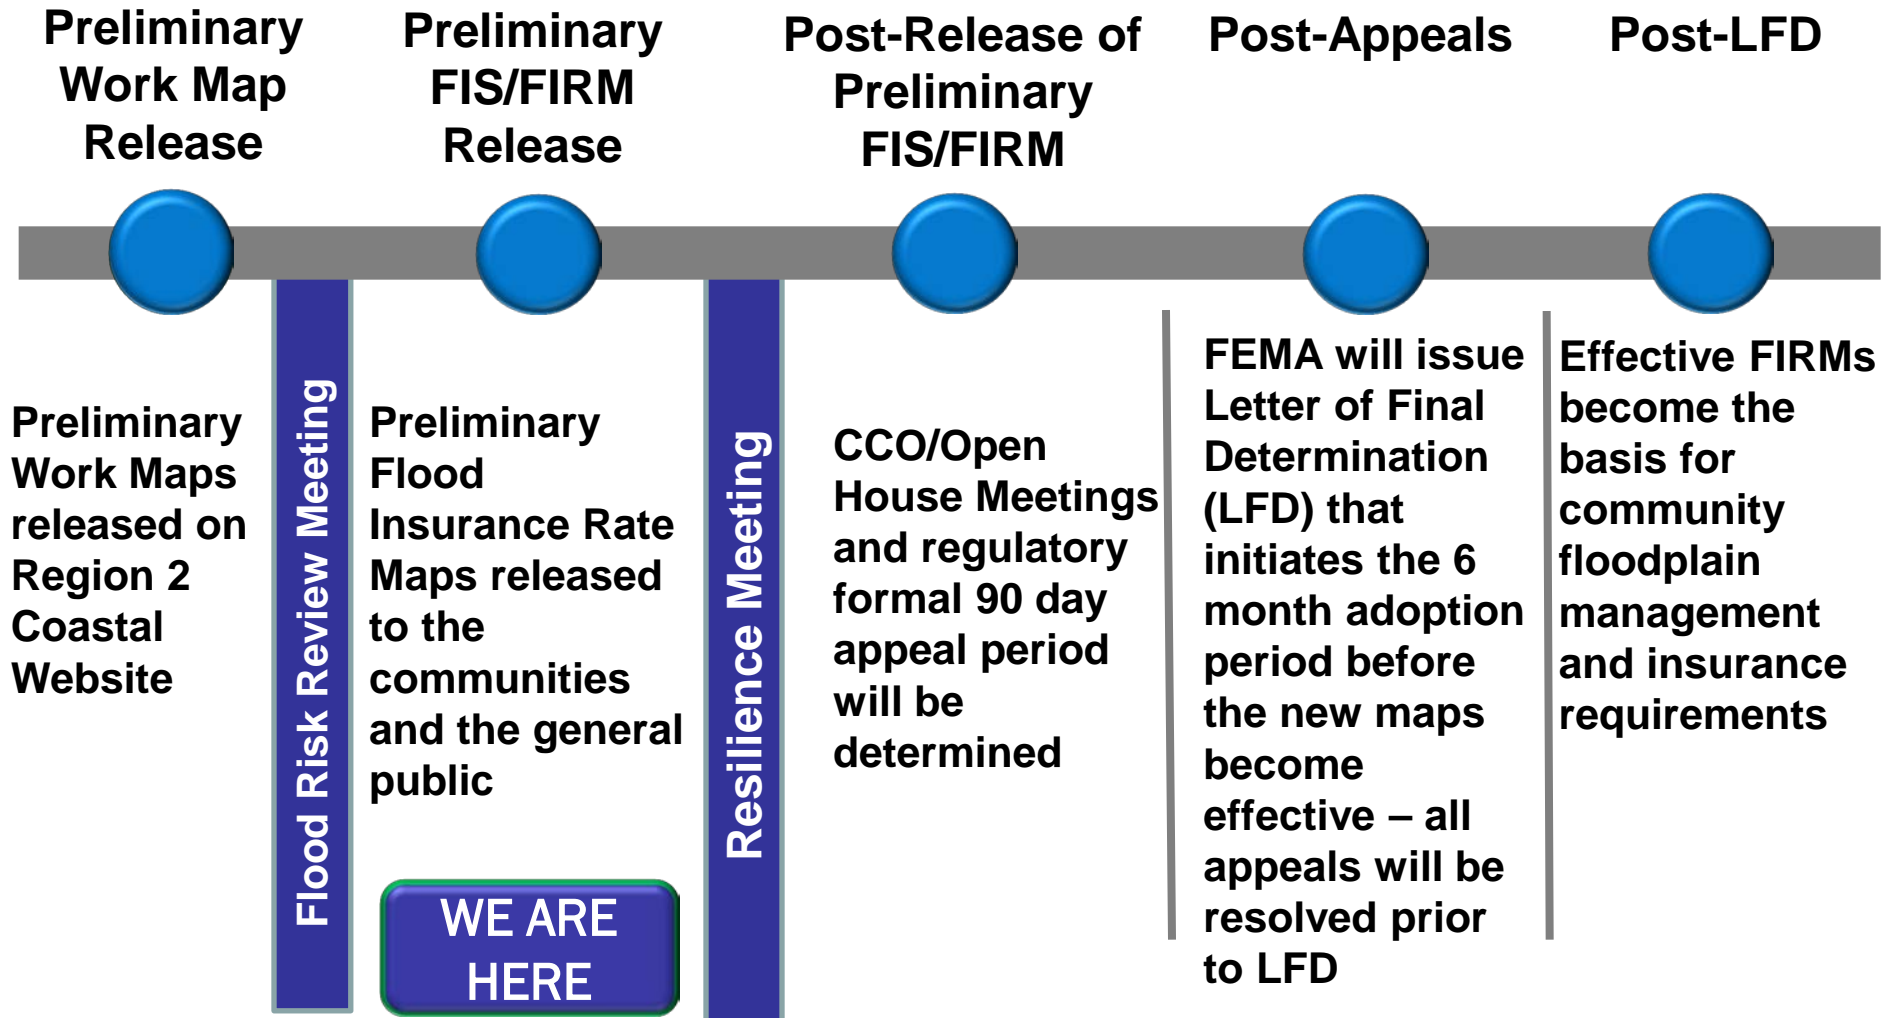 Preliminary
Work Map
Release
Preliminary
FIS/FIRM
Release
Post-Release of
Preliminary
FIS/FIRM
Post-Appeals
Post-LFD
Preliminary
Work Maps
released on
Region 2
Coastal
Website
Flood Risk Review Meeting
Preliminary
Flood
Insurance Rate
Maps released
to the
communities
and the general
public
WE ARE
HERE
Resilience Meeting
CCO/Open
House Meetings
and regulatory
formal 90 day
appeal period
will be
determined
FEMA will issue
Letter of Final
Determination
(LFD) that
initiates the 6
month adoption
period before
the new maps
become
effective – all
appeals will be
resolved prior
to LFD
Effective FIRMs
become the
basis for
community
floodplain
management
and insurance
requirements